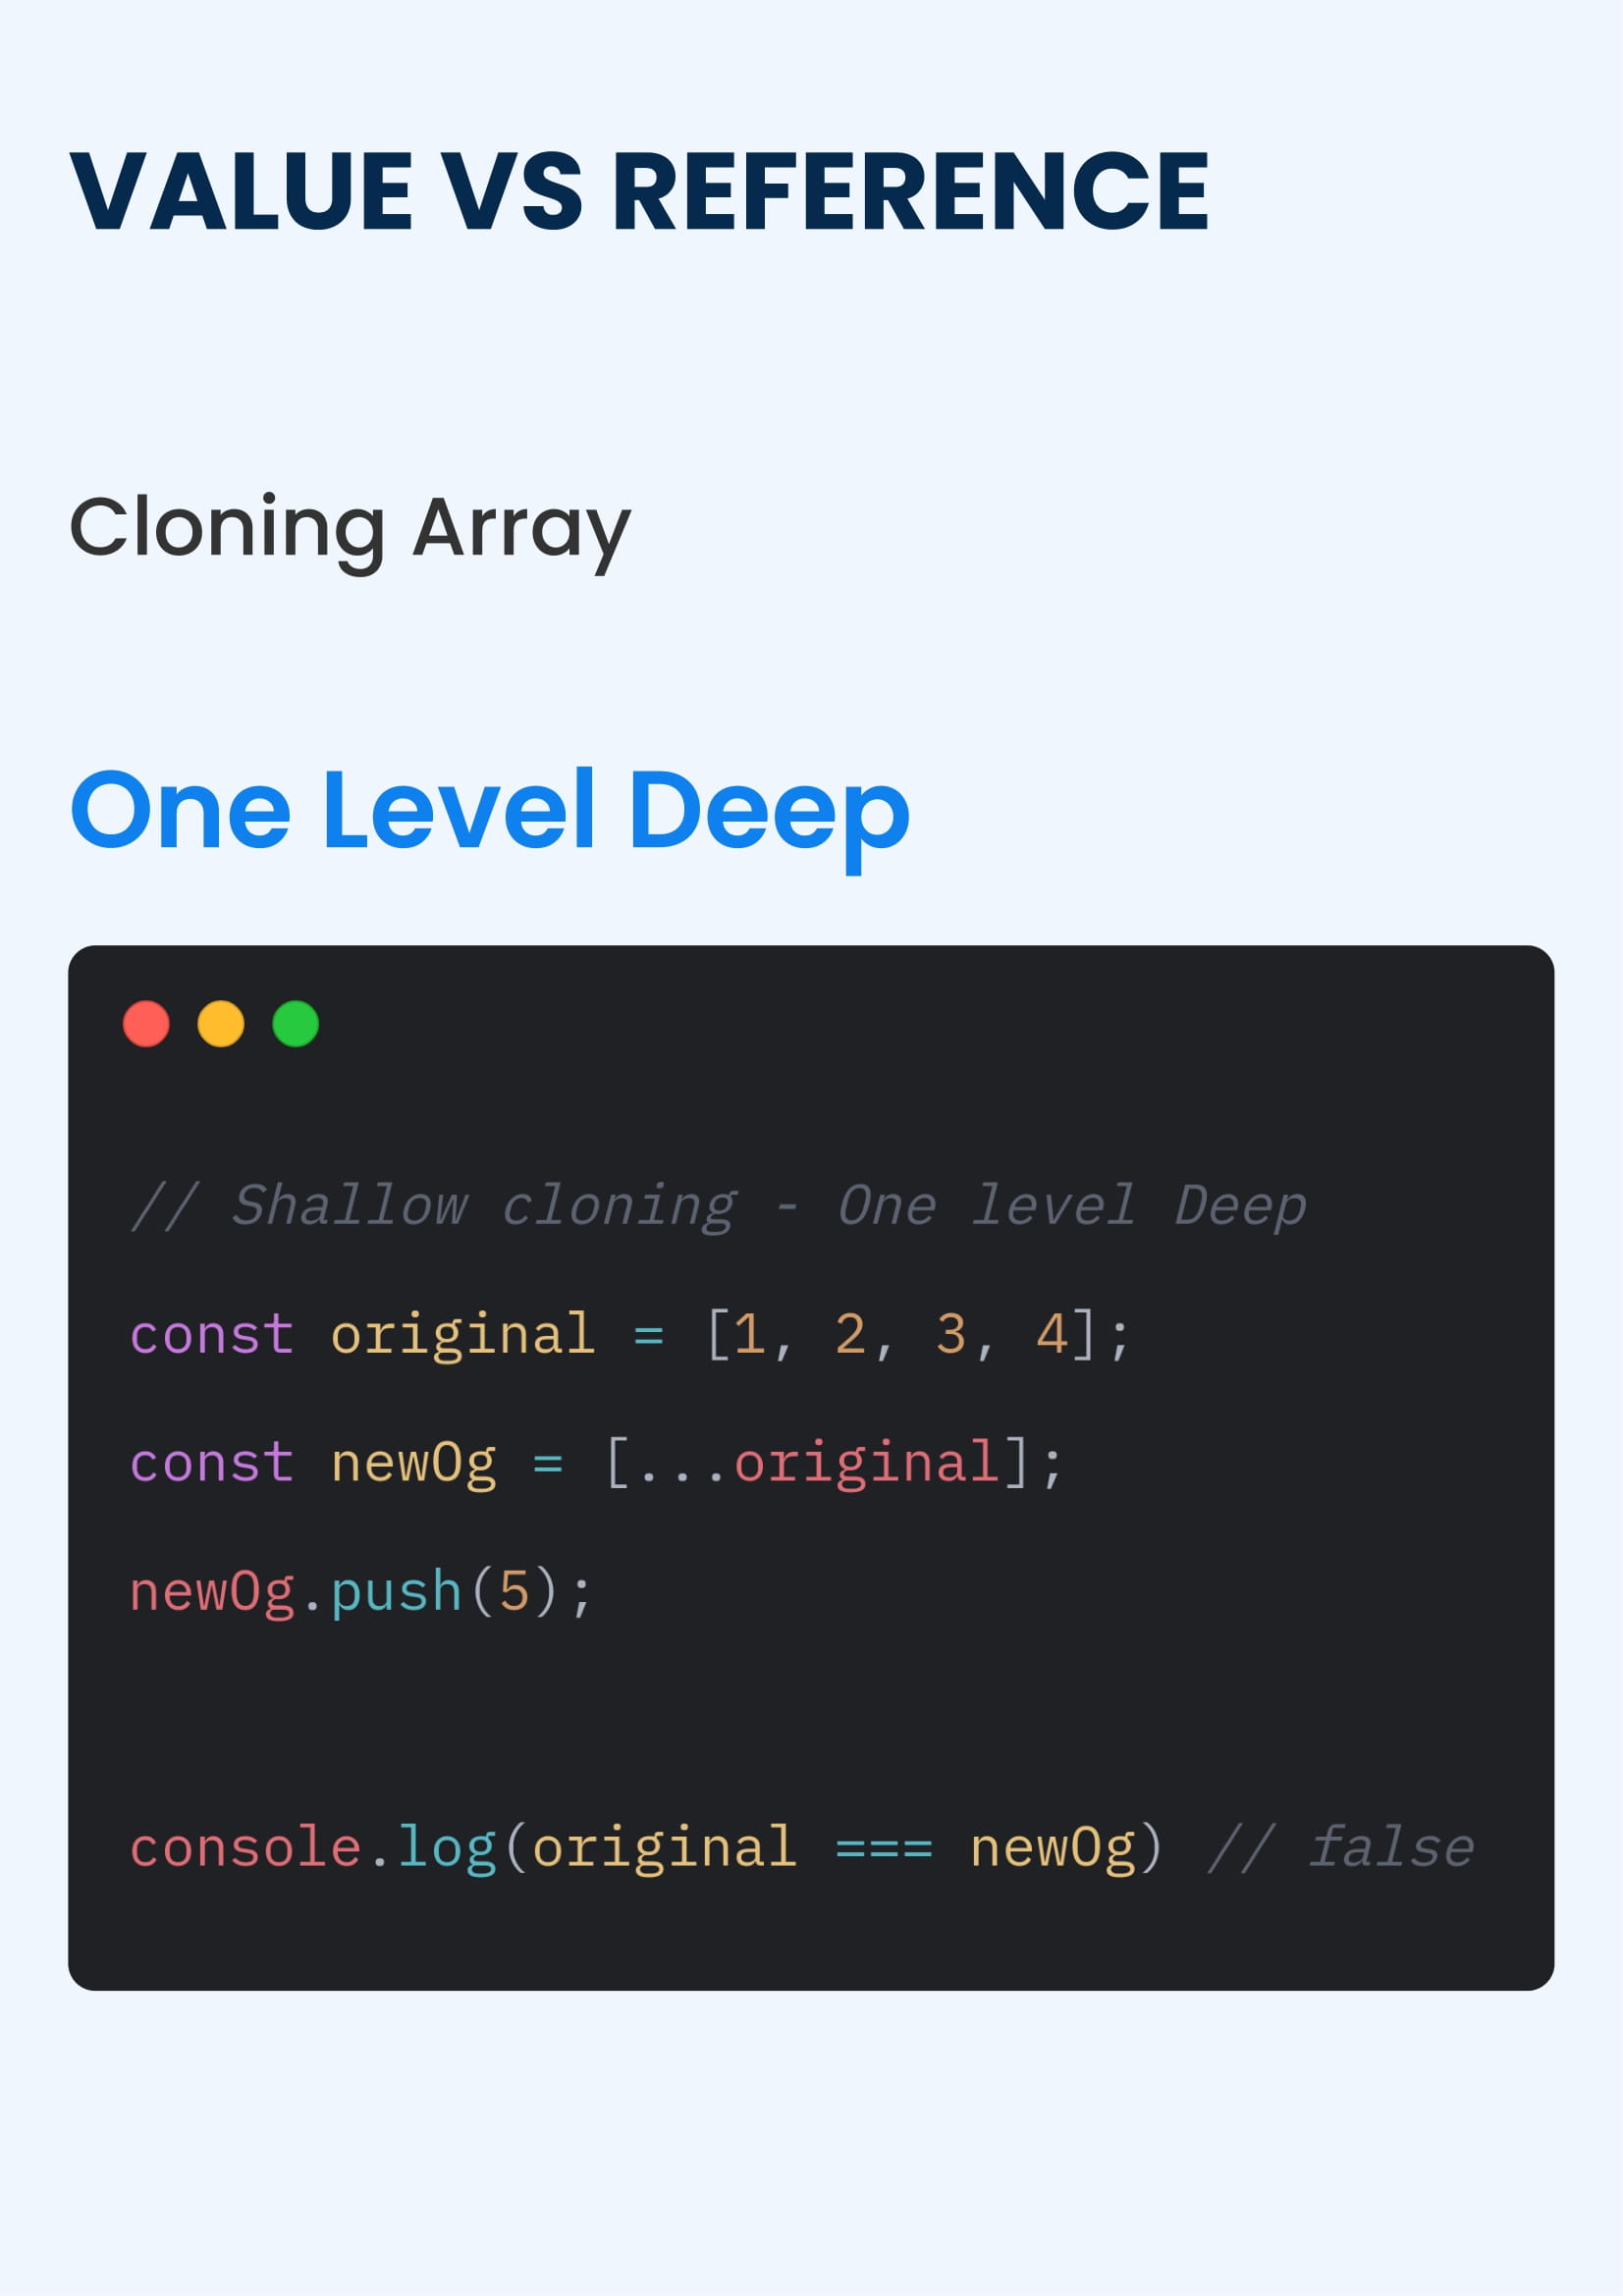 VALUE VS REFERENCE
Cloning Array
One Level Deep
// Shallow cloning - One level Deep
const original = [1, 2, 3, 4];
const newOg = [...original];
newOg.push(5);
console.log(original === newOg) // false